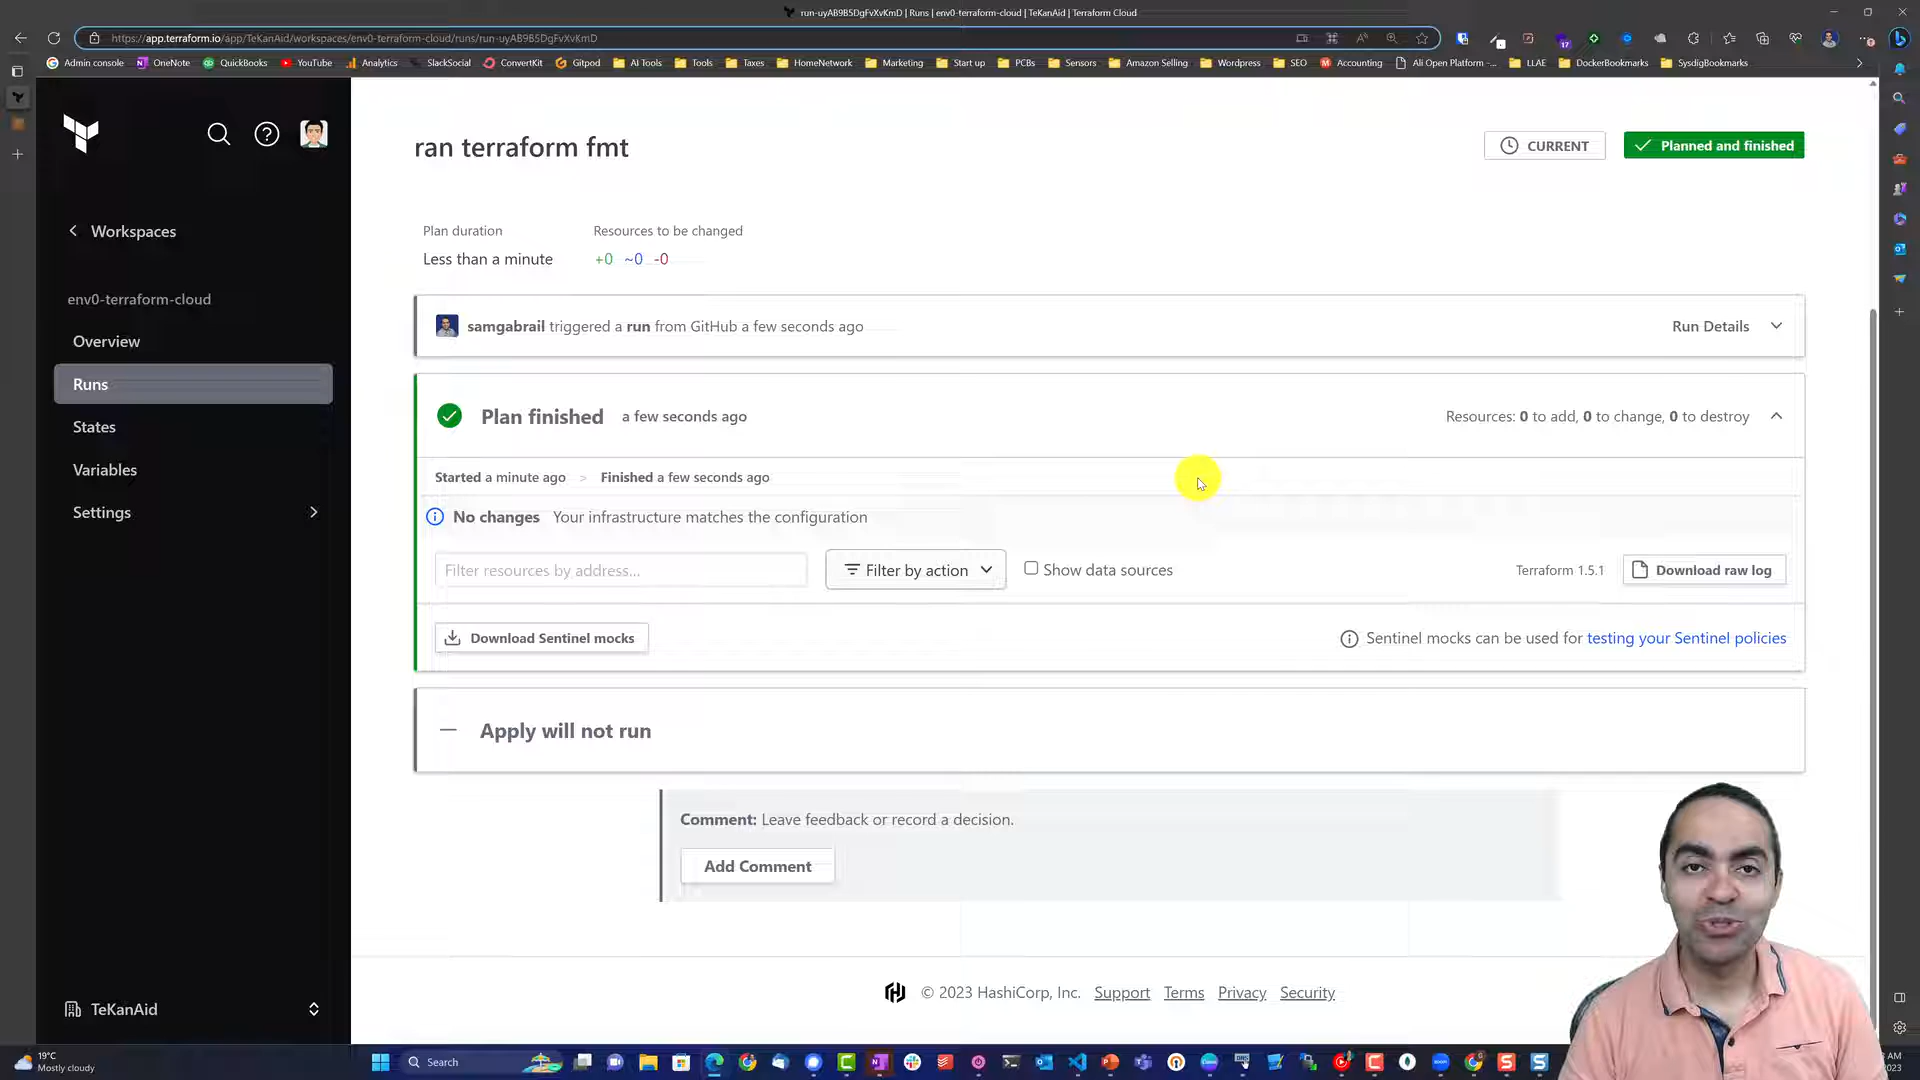 run-uyAB9B5DgFvXvKmD | Runs | env0-terraform-cloud | TeKanAid | Terraform Cloud
https://app.terraform.io/app/TeKanAid/workspaces/env0-terraform-cloud/runs/run-uyAB9B5DgFvXvKmD
Admin console OneNote QuickBooks YouTube Analytics SlackSocial ConvertKit Gitpod AI Tools Tools Taxes HomeNetwork Marketing Start up PCBs Sensors Amazon Selling Wordpress SEO Accounting Ali Open Platform -... LLAE DockerBookmarks SysdigBookmarks
17
ran terraform fmt
CURRENT
Planned and finished
Workspaces
env0-terraform-cloud
Overview
Runs
States
Variables
Settings
TeKanAid
Plan duration
Less than a minute
Resources to be changed
+0 ~0 -0
samgabrail triggered a run from GitHub a few seconds ago
Run Details
Plan finished a few seconds ago
Resources: 0 to add, 0 to change, 0 to destroy
Started a minute ago > Finished a few seconds ago
No changes Your infrastructure matches the configuration
Filter resources by address...
Filter by action
Show data sources
Terraform 1.5.1
Download raw log
Download Sentinel mocks
Sentinel mocks can be used for testing your Sentinel policies
Apply will not run
Comment: Leave feedback or record a decision.
Add Comment
© 2023 HashiCorp, Inc. Support Terms Privacy Security
19°C
Mostly cloudy
Search
AM
2023